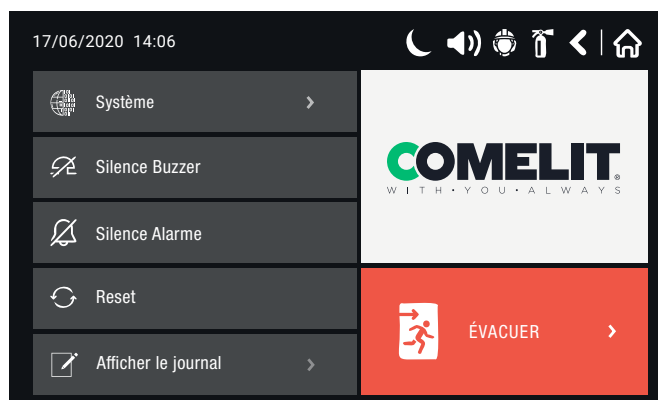 17/06/2020 14:06
Système
Silence Buzzer
Silence Alarme
Reset
Afficher le journal
COMELIT®
WITH·YOU·ALWAYS
ÉVACUER